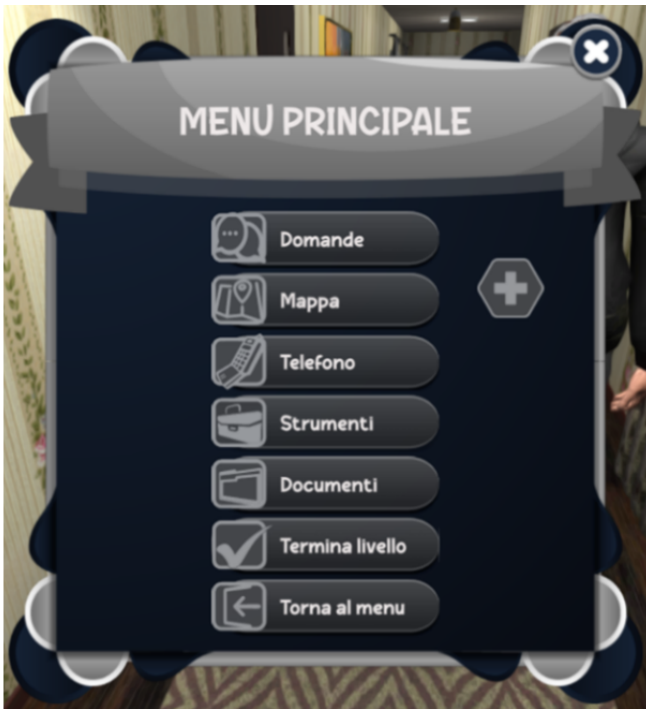 MENU PRINCIPALE
Domande
Mappa
Telefono
Strumenti
Documenti
Termina livello
Torna al menu